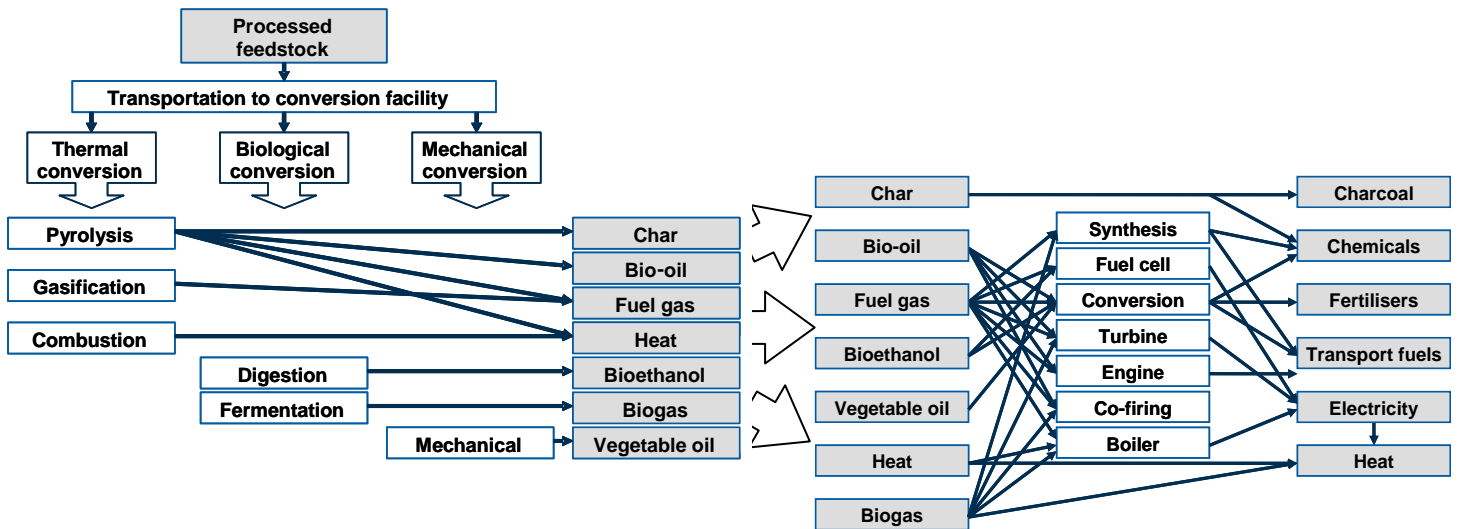 Processed
feedstock
Transportation to conversion facility
Thermal
conversion
Biological
conversion
Mechanical
conversion
Pyrolysis
Gasification
Combustion
Digestion
Fermentation
Mechanical
Char
Bio-oil
Fuel gas
Heat
Bioethanol
Biogas
Vegetable oil
Char
Bio-oil
Fuel gas
Bioethanol
Vegetable oil
Heat
Biogas
Synthesis
Fuel cell
Conversion
Turbine
Engine
Co-firing
Boiler
Charcoal
Chemicals
Fertilisers
Transport fuels
Electricity
Heat